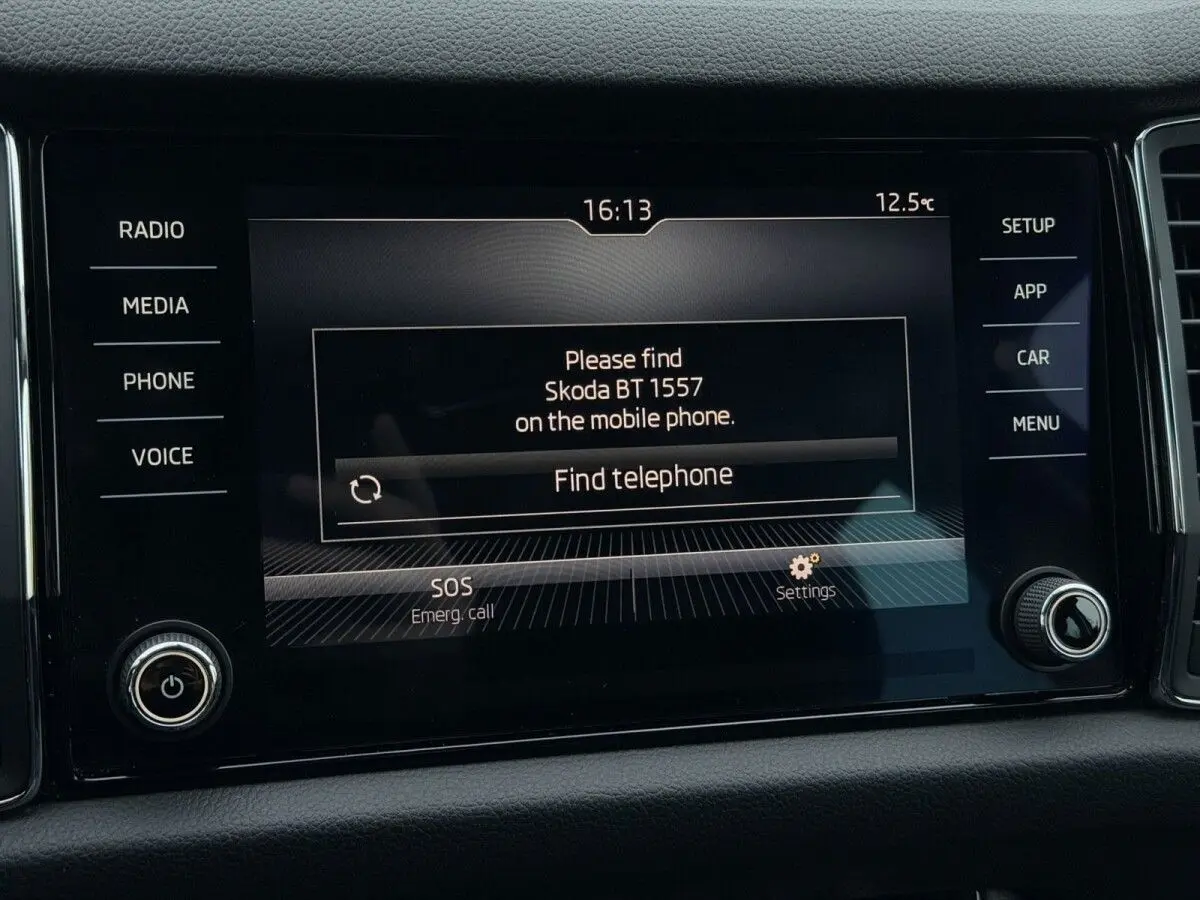 16:13
12.5°C
RADIO
MEDIA
PHONE
VOICE
Please find
Skoda BT 1557
on the mobile phone.
Find telephone
SOS
Emerg. call
Settings
SETUP
APP
CAR
MENU